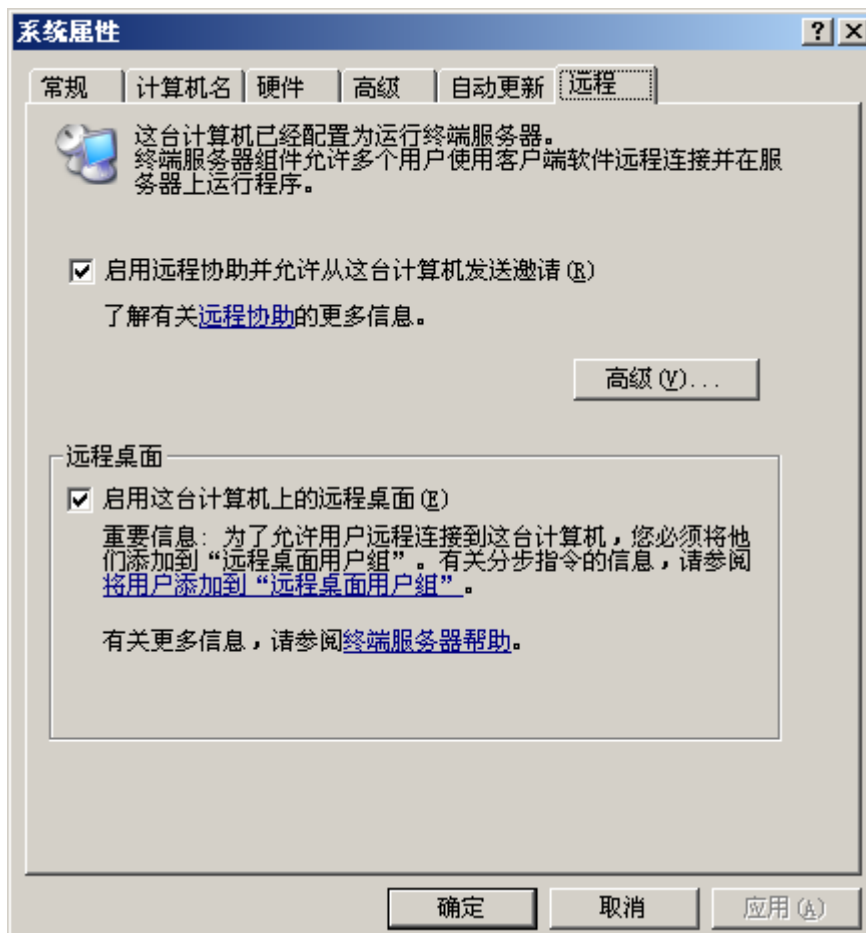 系统属性
常规 计算机名 硬件 高级 自动更新 远程
这台计算机已经配置为运行终端服务器。
终端服务器组件允许多个用户使用客户端软件远程连接并在服
务器上运行程序。
启用远程协助并允许从这台计算机发送邀请(R)
了解有关远程协助的更多信息。
高级(V)...
远程桌面
启用这台计算机上的远程桌面(E)
重要信息: 为了允许用户远程连接到这台计算机，您必须将他
们添加到“远程桌面用户组”。有关分步指令的信息，请参阅
将用户添加到“远程桌面用户组”。
有关更多信息，请参阅终端服务器帮助。
确定 取消 应用(A)